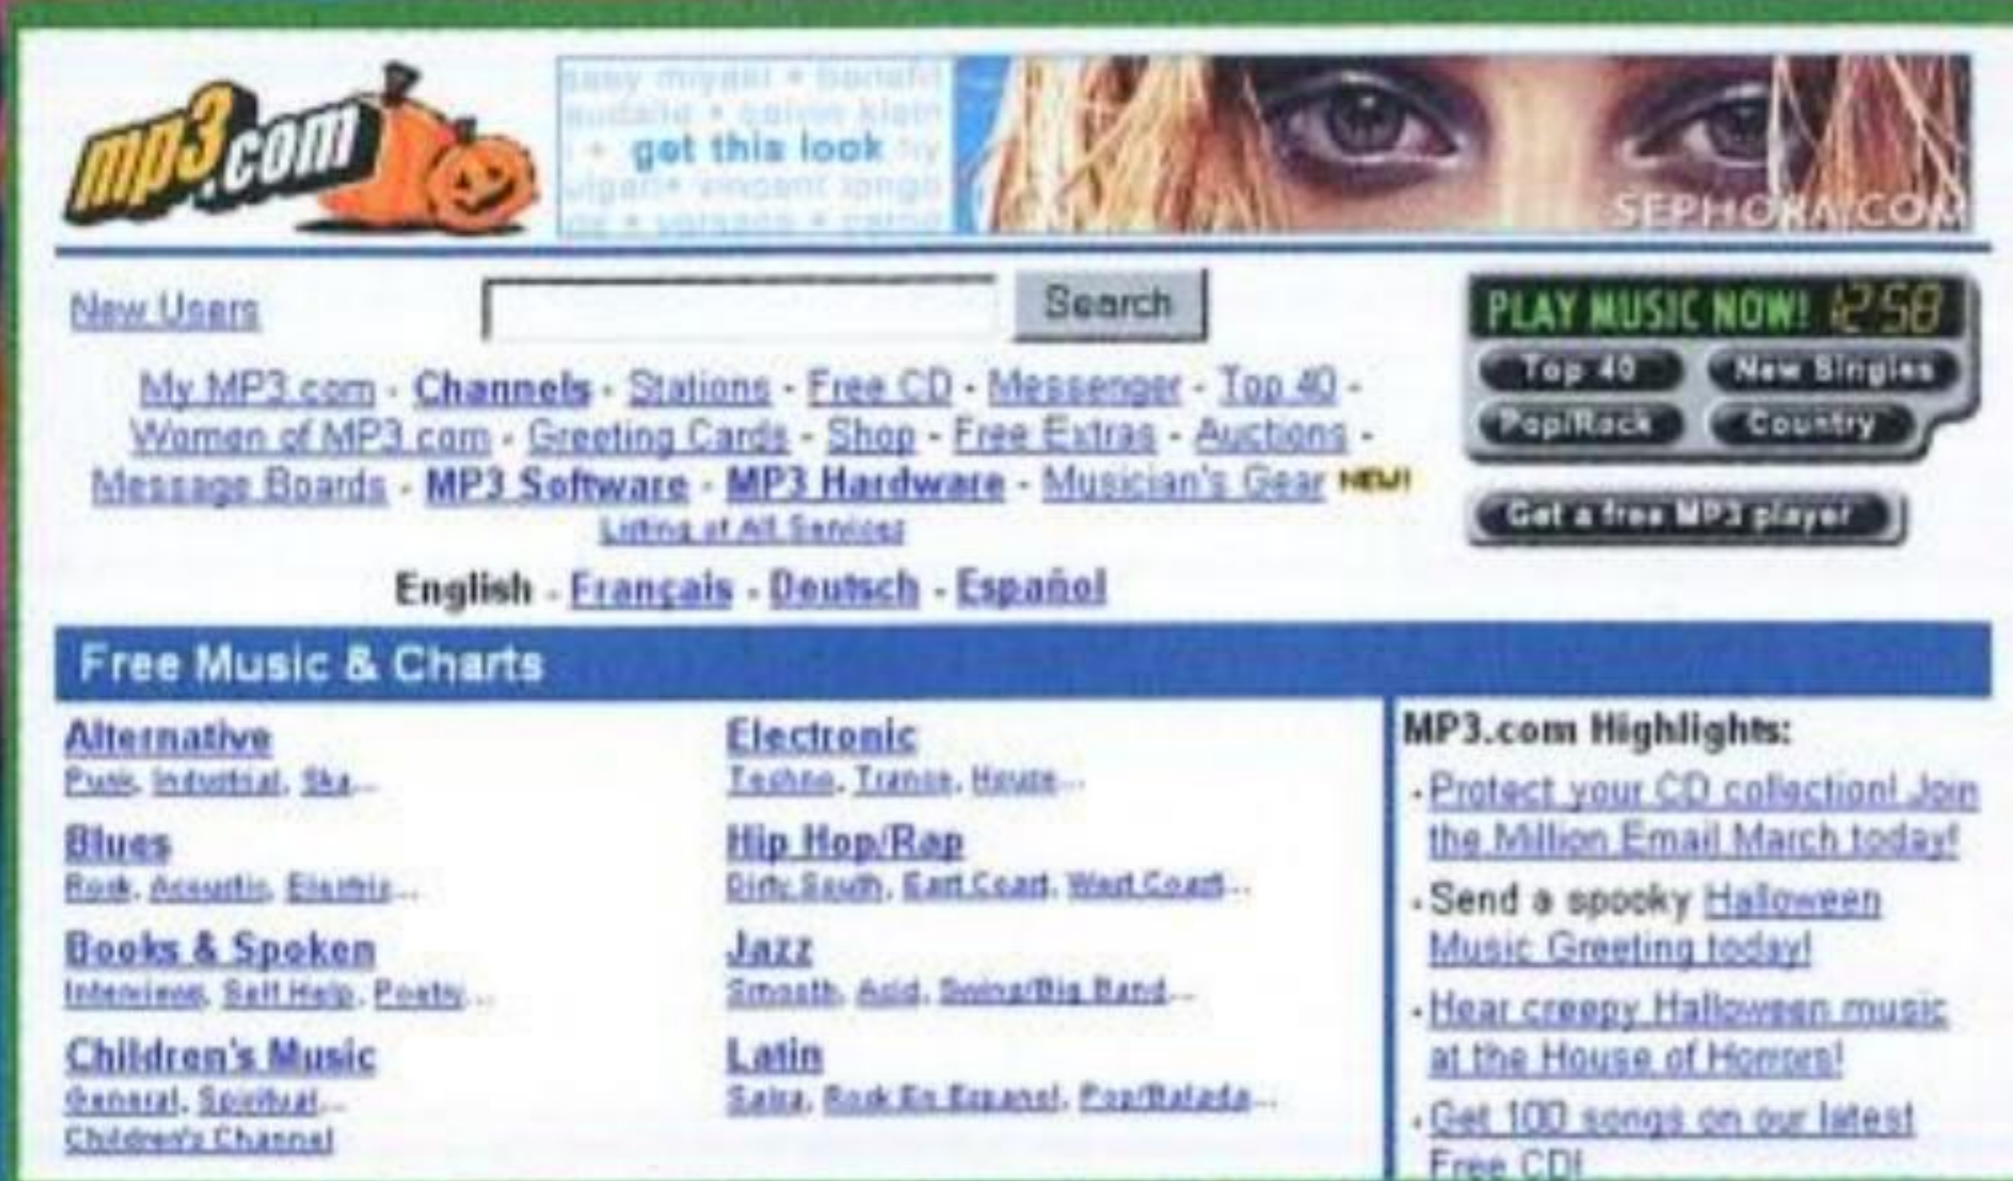 mp3.com
got this look
SEPHORA.COM
New Users
Search
PLAY MUSIC NOW! 12:58
Top 40
New Singles
Pop/Rock
Country
Get a free MP3 player
My MP3.com - Channels - Stations - Free CD - Messenger - Top 40 -
Women of MP3.com - Greeting Cards - Shop - Free Extras - Auctions -
Message Boards - MP3 Software - MP3 Hardware - Musician's Gear NEW!
Listing of All Services
English - Français - Deutsch - Español
Free Music & Charts
Alternative
Punk, Industrial, Ska...
Blues
Rock, Acoustic, Electric...
Books & Spoken
Interviews, Self Help, Poetry...
Children's Music
General, Spiritual...
Children's Channel
Electronic
Techno, Trance, House...
Hip Hop/Rap
Dirty South, East Coast, West Coast...
Jazz
Smooth, Acid, Swing/Big Band...
Latin
Salsa, Rock En Espanol, Pop/Balada...
MP3.com Highlights:
Protect your CD collection! Join
the Million Email March today!
Send a spooky Halloween
Music Greeting today!
Hear creepy Halloween music
at the House of Horrors!
Get 100 songs on our latest
Free CD!